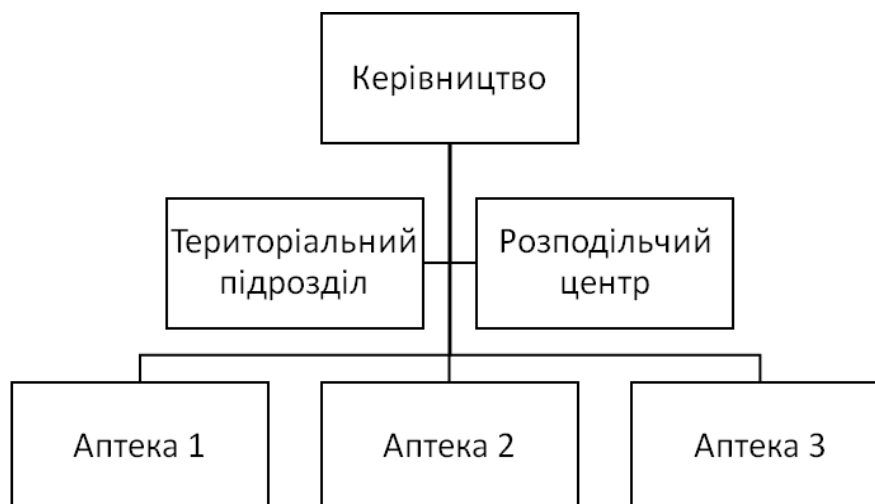 Керівництво
Територіальний
підрозділ
Розподільчий
центр
Аптека 1
Аптека 2
Аптека 3